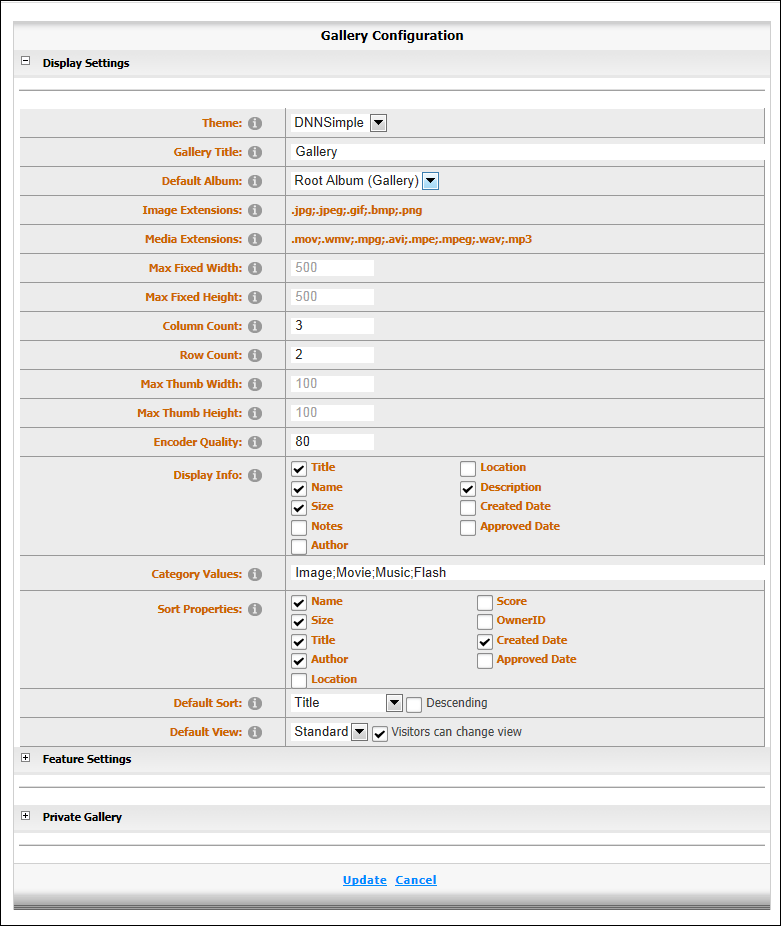 Gallery Configuration
Display Settings
Theme: DNNSimple
Gallery Title: Gallery
Default Album: Root Album (Gallery)
Image Extensions: .jpg;.jpeg;.gif;.bmp;.png
Media Extensions: .mov;.wmv;.mpg;.avi;.mpe;.mpeg;.wav;.mp3
Max Fixed Width: 500
Max Fixed Height: 500
Column Count: 3
Row Count: 2
Max Thumb Width: 100
Max Thumb Height: 100
Encoder Quality: 80
Display Info: Title Location
Name Description
Size Created Date
Notes Approved Date
Author
Category Values: Image;Movie;Music;Flash
Sort Properties: Name Score
Size OwnerID
Title Created Date
Author Approved Date
Location
Default Sort: Title Descending
Default View: Standard Visitors can change view
Feature Settings
Private Gallery
Update Cancel